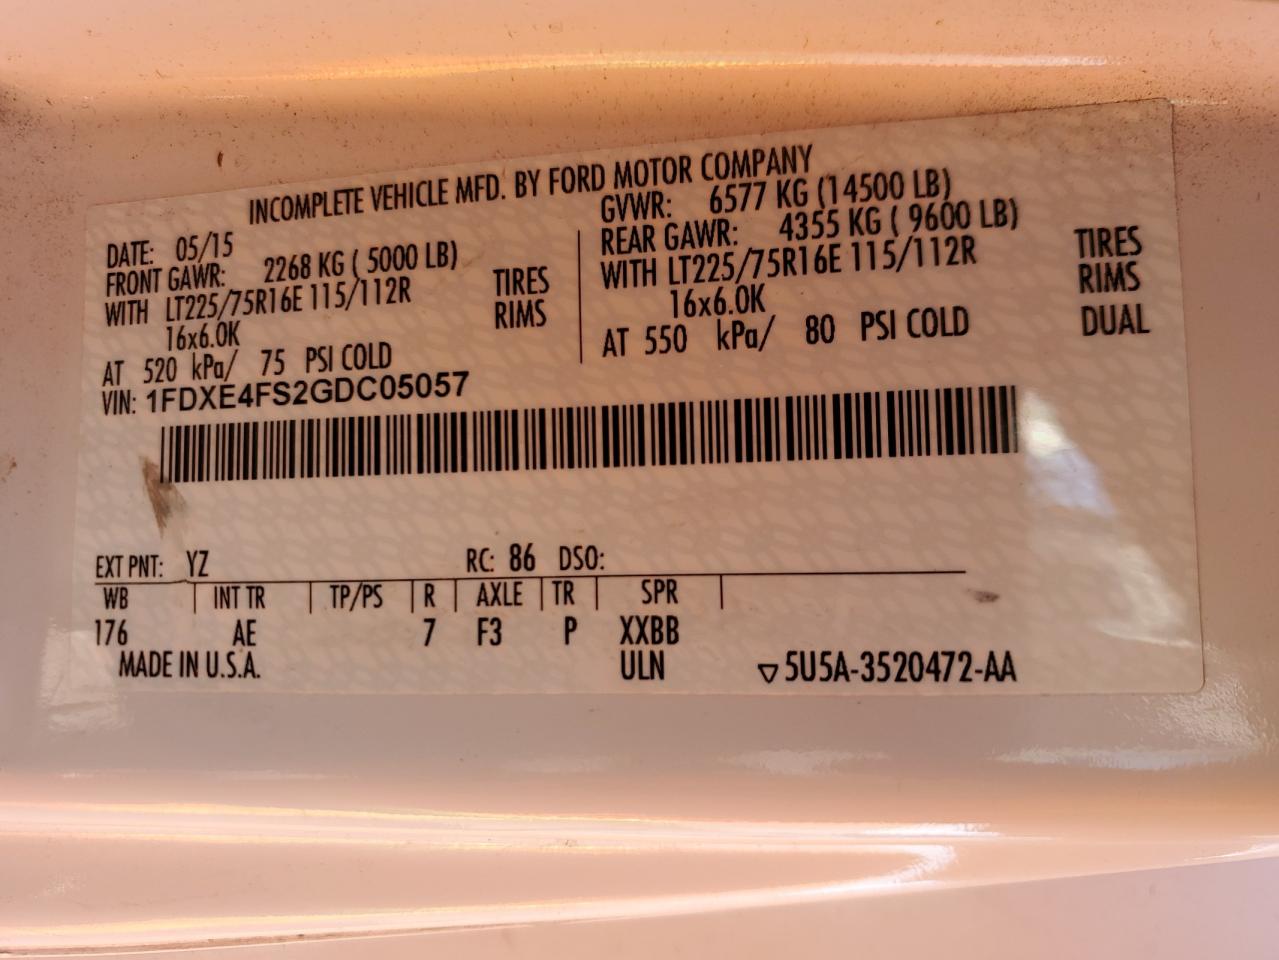 INCOMPLETE VEHICLE MFD. BY FORD MOTOR COMPANY
DATE: 05/15
FRONT GAWR: 2268 KG ( 5000 LB)
WITH LT225/75R16E 115/112R TIRES
16x6.0K RIMS
AT 520 kPa/ 75 PSI COLD
GVWR: 6577 KG (14500 LB)
REAR GAWR: 4355 KG ( 9600 LB)
WITH LT225/75R16E 115/112R TIRES
16x6.0K RIMS
AT 550 kPa/ 80 PSI COLD DUAL
VIN: 1FDXE4FS2GDC05057
EXT PNT: YZ RC: 86 DSO:
WB | INT TR | TP/PS | R | AXLE | TR | SPR |
176 AE 7 F3 P XXBB
MADE IN U.S.A. ULN ▽5U5A-3520472-AA